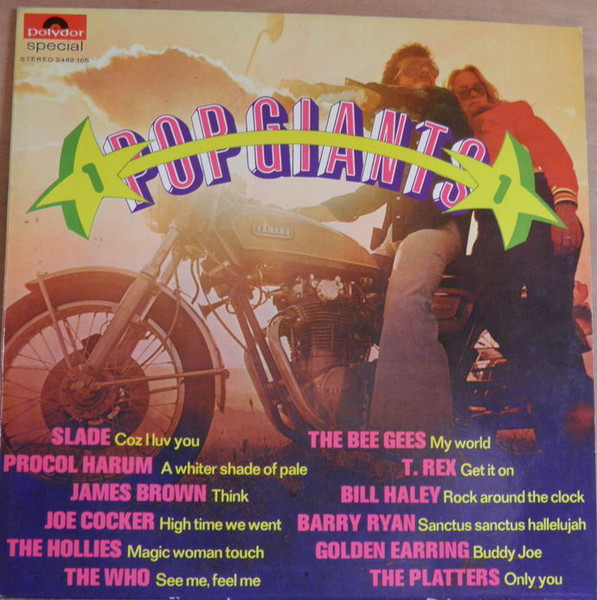 polydor
special
STEREO 2482 105
POP GIANTS
1
1
YAMAHA
SLADE Coz I luv you
PROCOL HARUM A whiter shade of pale
JAMES BROWN Think
JOE COCKER High time we went
THE HOLLIES Magic woman touch
THE WHO See me, feel me
THE BEE GEES My world
T. REX Get it on
BILL HALEY Rock around the clock
BARRY RYAN Sanctus sanctus hallelujah
GOLDEN EARRING Buddy Joe
THE PLATTERS Only you